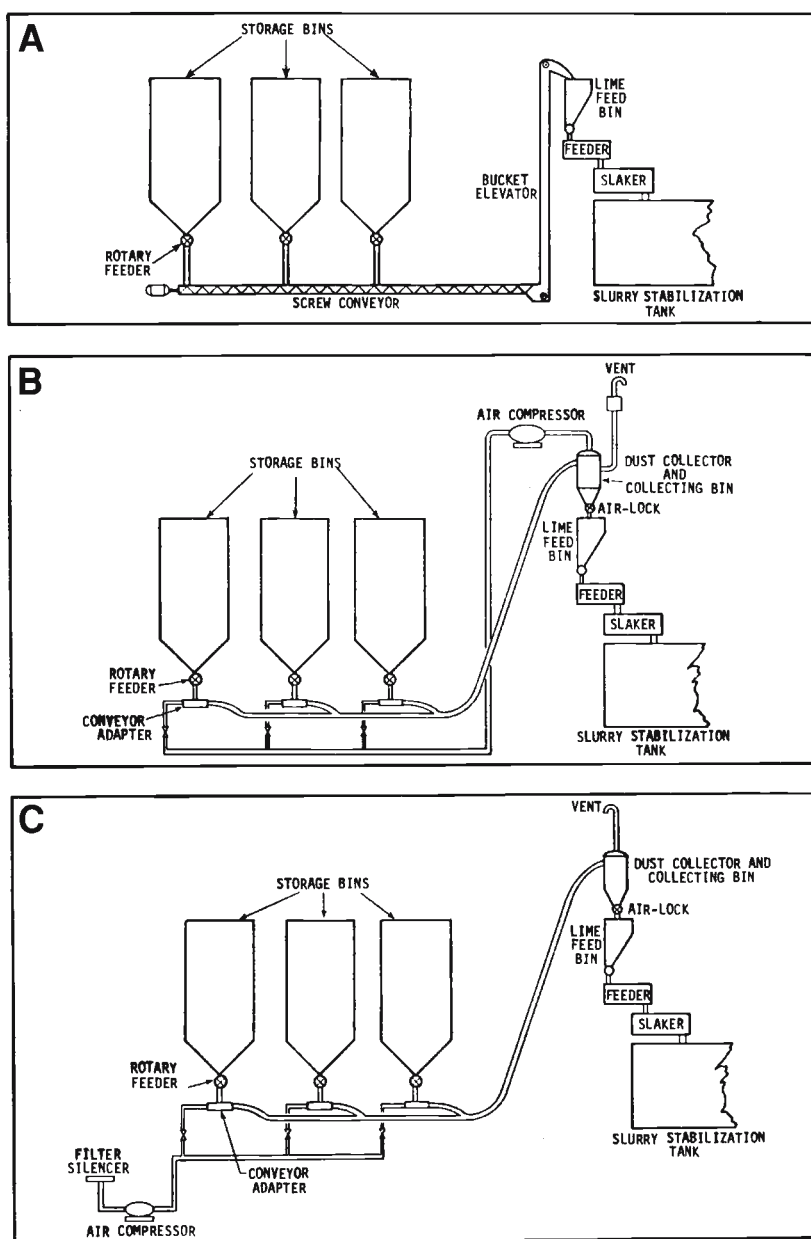 A
STORAGE BINS
LIME
FEED
BIN
FEEDER
SLAKER
BUCKET
ELEVATOR
ROTARY
FEEDER
SCREW CONVEYOR
SLURRY STABILIZATION
TANK
B
VENT
AIR COMPRESSOR
STORAGE BINS
DUST COLLECTOR
AND
COLLECTING BIN
AIR-LOCK
LIME
FEED
BIN
FEEDER
SLAKER
ROTARY
FEEDER
CONVEYOR
ADAPTER
SLURRY STABILIZATION
TANK
C
VENT
STORAGE BINS
DUST COLLECTOR AND
COLLECTING BIN
AIR-LOCK
LIME
FEED
BIN
FEEDER
SLAKER
ROTARY
FEEDER
SLURRY STABILIZATION
TANK
FILTER
SILENCER
CONVEYOR
ADAPTER
AIR COMPRESSOR